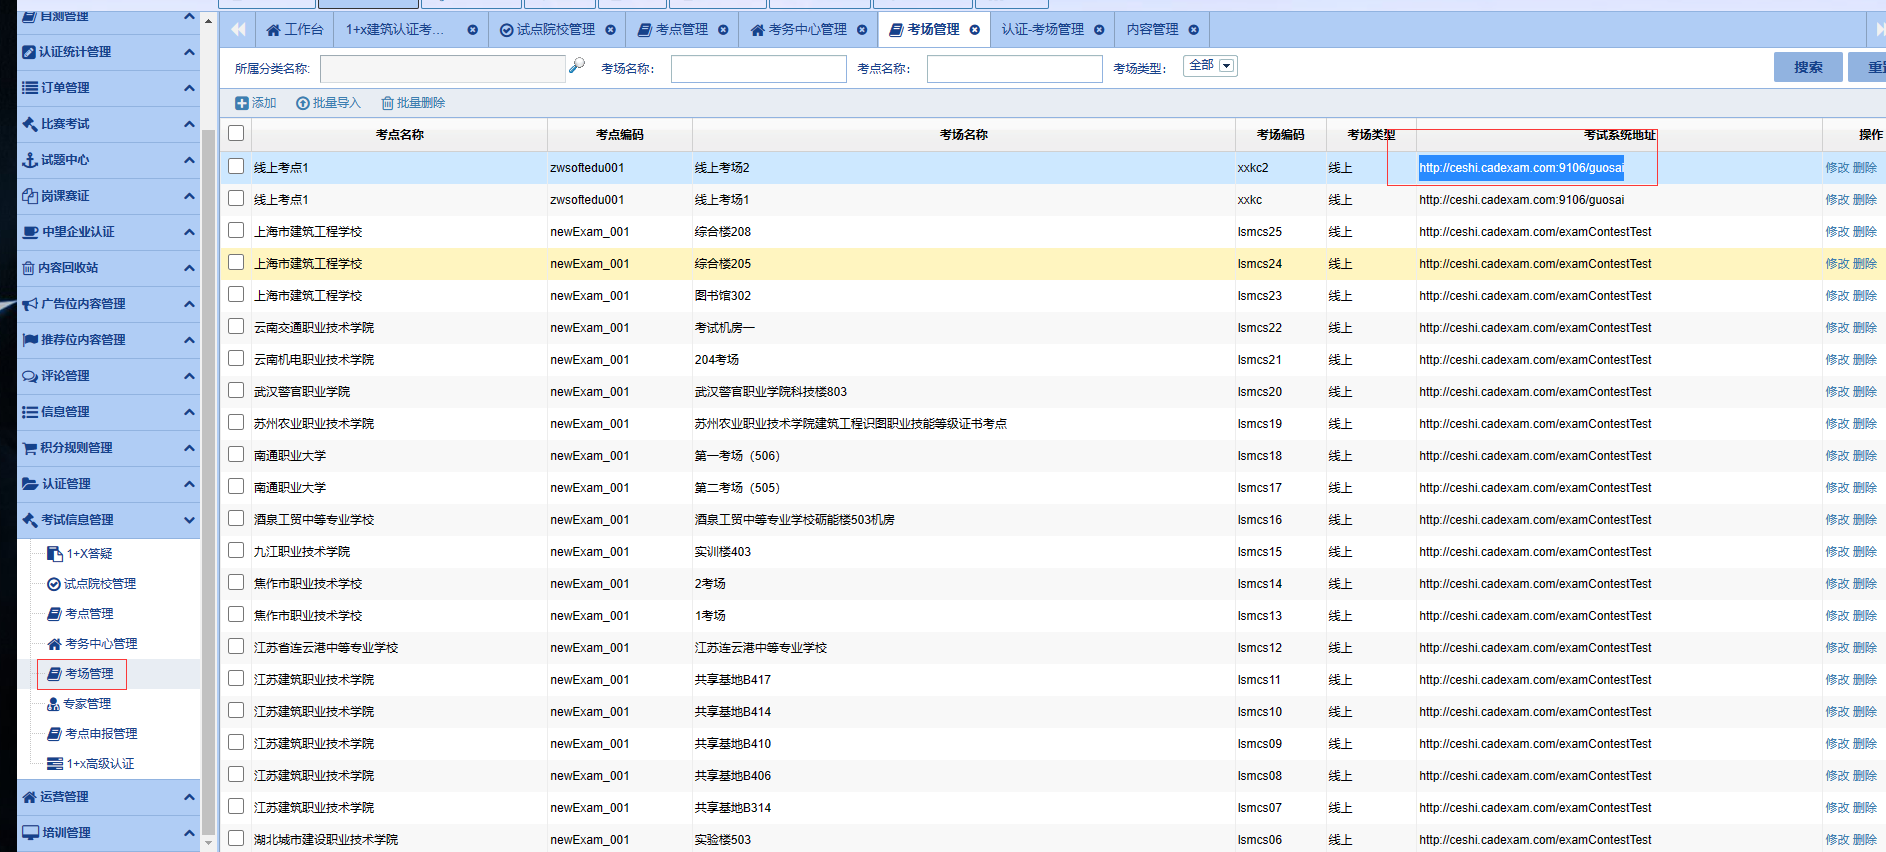 自测管理
认证统计管理
订单管理
比赛考试
试题中心
岗课赛证
中望企业认证
内容回收站
广告位内容管理
推荐位内容管理
评论管理
信息管理
积分规则管理
认证管理
考试信息管理
1+X答疑
试点院校管理
考点管理
考务中心管理
考场管理
专家管理
考点申报管理
1+x高级认证
运营管理
培训管理
工作台 1+x建筑认证考... 试点院校管理 考点管理 考务中心管理 考场管理 认证-考场管理 内容管理
所属分类名称: 考场名称: 考点名称: 考场类型: 全部 搜索
添加 批量导入 批量删除
考点名称 考点编码 考场名称 考场编码 考场类型 考试系统地址 操作
线上考点1 zwsoftedu001 线上考场2 xxkc2 线上 http://ceshi.cadexam.com:9106/guosai 修改 删除
线上考点1 zwsoftedu001 线上考场1 xxkc 线上 http://ceshi.cadexam.com:9106/guosai 修改 删除
上海市建筑工程学校 newExam_001 综合楼208 lsmcs25 线上 http://ceshi.cadexam.com/examContestTest 修改 删除
上海市建筑工程学校 newExam_001 综合楼205 lsmcs24 线上 http://ceshi.cadexam.com/examContestTest 修改 删除
上海市建筑工程学校 newExam_001 图书馆302 lsmcs23 线上 http://ceshi.cadexam.com/examContestTest 修改 删除
云南交通职业技术学院 newExam_001 考试机房一 lsmcs22 线上 http://ceshi.cadexam.com/examContestTest 修改 删除
云南机电职业技术学院 newExam_001 204考场 lsmcs21 线上 http://ceshi.cadexam.com/examContestTest 修改 删除
武汉警官职业学院 newExam_001 武汉警官职业学院科技楼803 lsmcs20 线上 http://ceshi.cadexam.com/examContestTest 修改 删除
苏州农业职业技术学院 newExam_001 苏州农业职业技术学院建筑工程识图职业技能等级证书考点 lsmcs19 线上 http://ceshi.cadexam.com/examContestTest 修改 删除
南通职业大学 newExam_001 第一考场（506） lsmcs18 线上 http://ceshi.cadexam.com/examContestTest 修改 删除
南通职业大学 newExam_001 第二考场（505） lsmcs17 线上 http://ceshi.cadexam.com/examContestTest 修改 删除
酒泉工贸中等专业学校 newExam_001 酒泉工贸中等专业学校砺能楼503机房 lsmcs16 线上 http://ceshi.cadexam.com/examContestTest 修改 删除
九江职业技术学院 newExam_001 实训楼403 lsmcs15 线上 http://ceshi.cadexam.com/examContestTest 修改 删除
焦作市职业技术学校 newExam_001 2考场 lsmcs14 线上 http://ceshi.cadexam.com/examContestTest 修改 删除
焦作市职业技术学校 newExam_001 1考场 lsmcs13 线上 http://ceshi.cadexam.com/examContestTest 修改 删除
江苏省连云港中等专业学校 newExam_001 江苏连云港中等专业学校 lsmcs12 线上 http://ceshi.cadexam.com/examContestTest 修改 删除
江苏建筑职业技术学院 newExam_001 共享基地B417 lsmcs11 线上 http://ceshi.cadexam.com/examContestTest 修改 删除
江苏建筑职业技术学院 newExam_001 共享基地B414 lsmcs10 线上 http://ceshi.cadexam.com/examContestTest 修改 删除
江苏建筑职业技术学院 newExam_001 共享基地B410 lsmcs09 线上 http://ceshi.cadexam.com/examContestTest 修改 删除
江苏建筑职业技术学院 newExam_001 共享基地B406 lsmcs08 线上 http://ceshi.cadexam.com/examContestTest 修改 删除
江苏建筑职业技术学院 newExam_001 共享基地B314 lsmcs07 线上 http://ceshi.cadexam.com/examContestTest 修改 删除
湖北城市建设职业技术学院 newExam_001 实验楼503 lsmcs06 线上 http://ceshi.cadexam.com/examContestTest 修改 删除